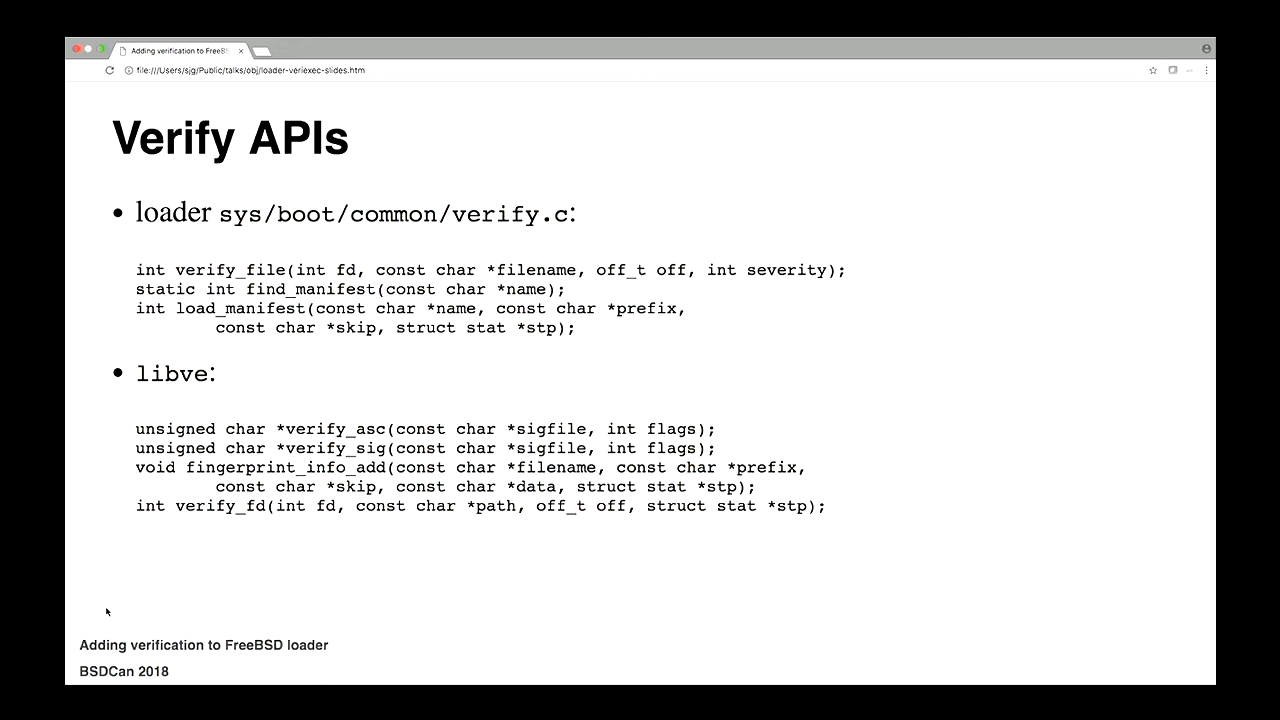 Adding verification to FreeBS
file:///Users/sjg/Public/talks/obj/loader-veriexec-slides.htm
Verify APIs
• loader sys/boot/common/verify.c:
int verify_file(int fd, const char *filename, off_t off, int severity);
static int find_manifest(const char *name);
int load_manifest(const char *name, const char *prefix,
const char *skip, struct stat *stp);
• libve:
unsigned char *verify_asc(const char *sigfile, int flags);
unsigned char *verify_sig(const char *sigfile, int flags);
void fingerprint_info_add(const char *filename, const char *prefix,
const char *skip, const char *data, struct stat *stp);
int verify_fd(int fd, const char *path, off_t off, struct stat *stp);
Adding verification to FreeBSD loader
BSDCan 2018